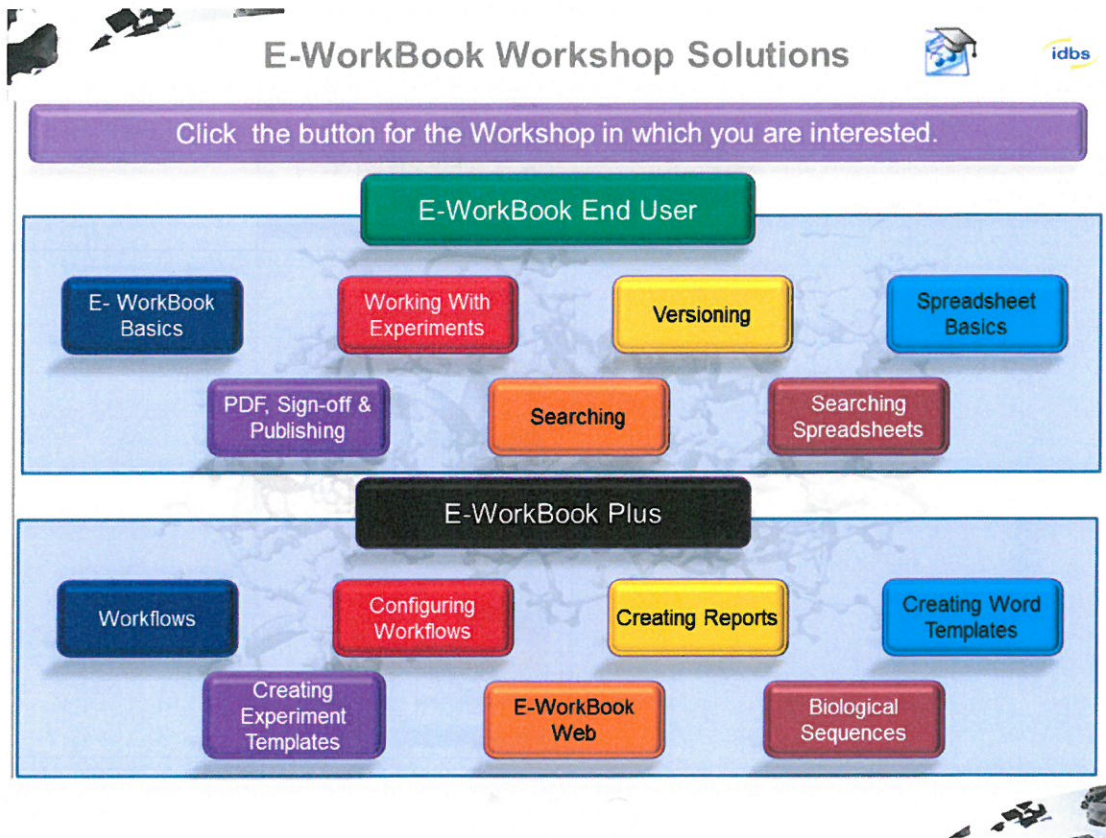 E-WorkBook Workshop Solutions
idbs
Click the button for the Workshop in which you are interested.
E-WorkBook End User
E- WorkBook
Basics
Working With
Experiments
Versioning
Spreadsheet
Basics
PDF, Sign-off &
Publishing
Searching
Searching
Spreadsheets
E-WorkBook Plus
Workflows
Configuring
Workflows
Creating Reports
Creating Word
Templates
Creating
Experiment
Templates
E-WorkBook
Web
Biological
Sequences